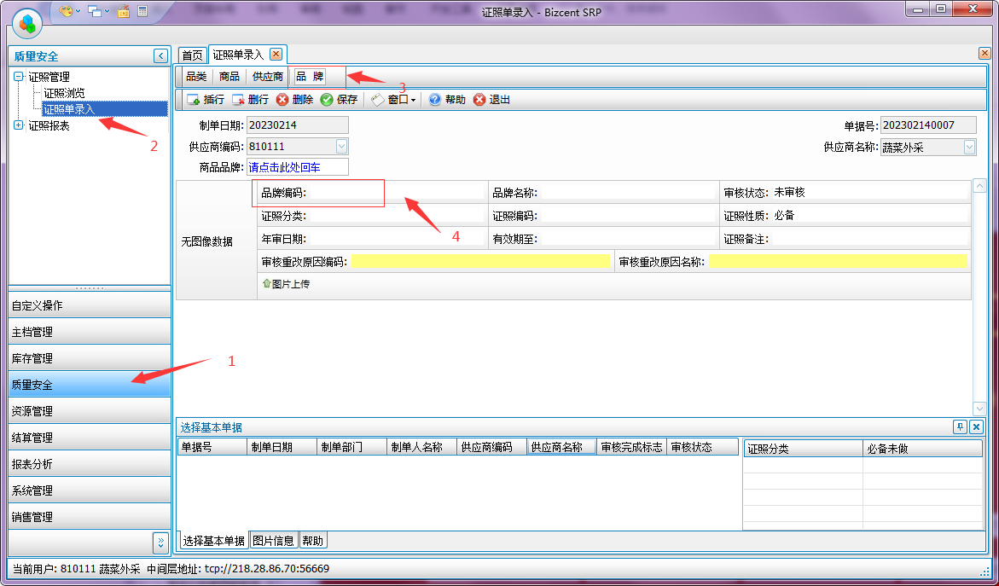 证照单录入 - Bizcent SRP
质量安全
证照管理
证照浏览
证照单录入
证照报表
2
自定义操作
主档管理
库存管理
质量安全
1
资源管理
结算管理
报表分析
系统管理
销售管理
首页 证照单录入
品类 商品 供应商 品 牌
3
插行 删行 删除 保存 窗口 帮助 退出
制单日期: 20230214 单据号: 202302140007
供应商编码: 810111 供应商名称: 蔬菜外采
商品品牌: 请点击此处回车
品牌编码: 品牌名称: 审核状态: 未审核
证照分类: 证照编码: 证照性质: 必备
无图像数据
年审日期: 有效期至: 证照备注:
4
审核重改原因编码: 审核重改原因名称:
图片上传
选择基本单据
单据号 制单日期 制单部门 制单人名称 供应商编码 供应商名称 审核完成标志 审核状态 证照分类 必备未做
选择基本单据 图片信息 帮助
当前用户: 810111 蔬菜外采 中间层地址: tcp://218.28.86.70:56669